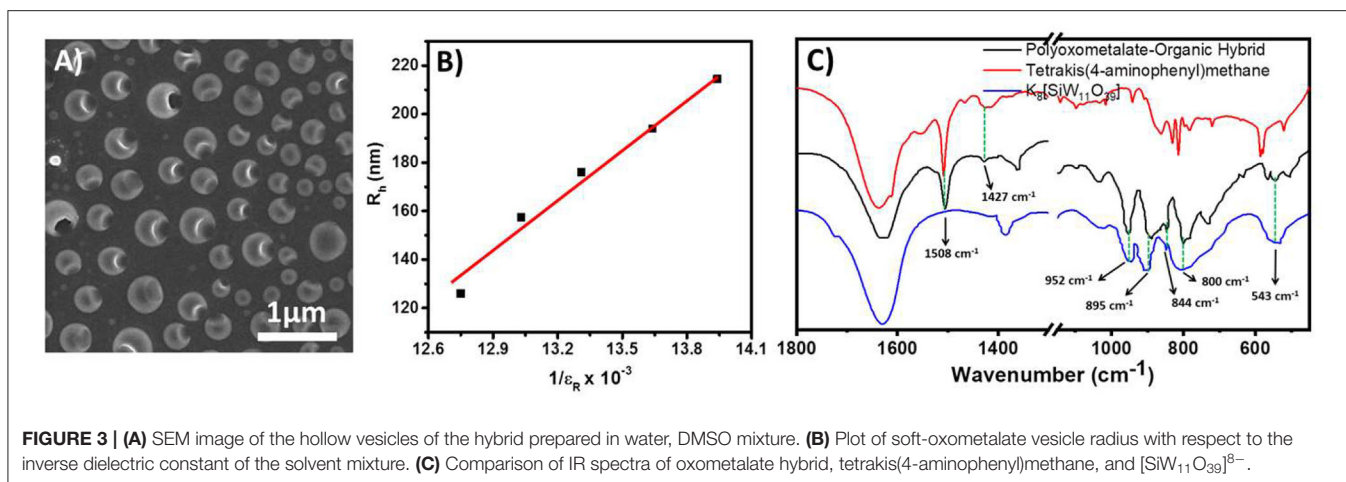 A)
1µm
B)
220
200
180
160
140
120
R_h (nm)
12.6 12.9 13.2 13.5 13.8 14.1
1/ε_R x 10⁻³
C)
Polyoxometalate-Organic Hybrid
Tetrakis(4-aminophenyl)methane
K₈[SiW₁₁O₃₉]
1427 cm⁻¹
1508 cm⁻¹
952 cm⁻¹
895 cm⁻¹
844 cm⁻¹
800 cm⁻¹
543 cm⁻¹
1800 1600 1400 1000 800 600
Wavenumber (cm⁻¹)
FIGURE 3 | (A) SEM image of the hollow vesicles of the hybrid prepared in water, DMSO mixture. (B) Plot of soft-oxometalate vesicle radius with respect to the
inverse dielectric constant of the solvent mixture. (C) Comparison of IR spectra of oxometalate hybrid, tetrakis(4-aminophenyl)methane, and [SiW₁₁O₃₉]⁸⁻.